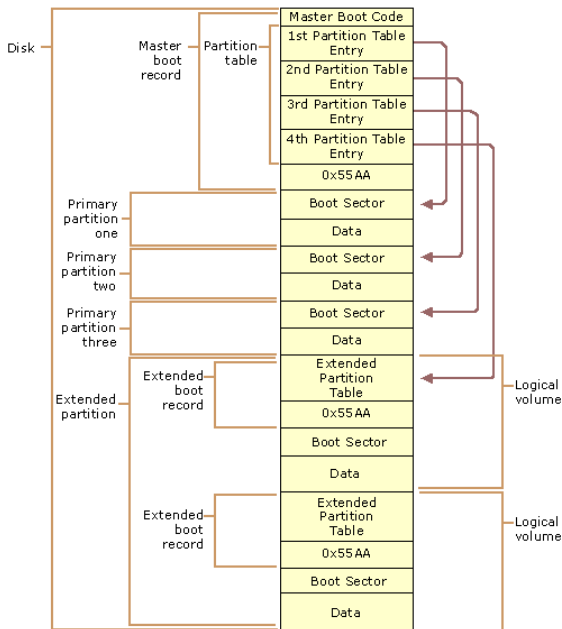 Master Boot Code
Disk
Master
boot
record
Partition
table
1st Partition Table
Entry
2nd Partition Table
Entry
3rd Partition Table
Entry
4th Partition Table
Entry
0x55AA
Primary
partition
one
Boot Sector
Data
Primary
partition
two
Boot Sector
Data
Primary
partition
three
Boot Sector
Data
Extended
partition
Extended
boot
record
Extended
Partition
Table
0x55AA
Boot Sector
Data
Logical
volume
Extended
boot
record
Extended
Partition
Table
0x55AA
Boot Sector
Data
Logical
volume